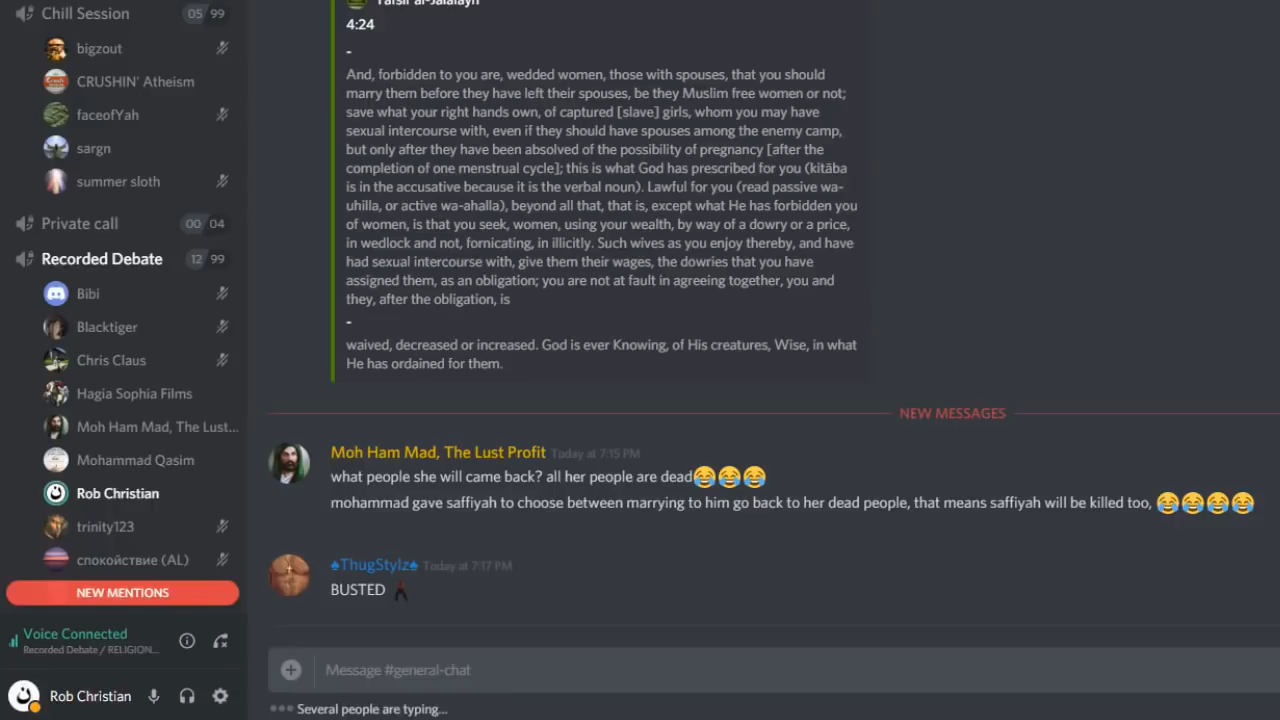 Chill Session 05 99
bigzout
CRUSHIN' Atheism
faceofYah
sargn
summer sloth
Private call 00 04
Recorded Debate 12 99
Bibi
Blacktiger
Chris Claus
Hagia Sophia Films
Moh Ham Mad, The Lust...
Mohammad Qasim
Rob Christian
trinity123
спокойствие (AL)
NEW MENTIONS
Voice Connected
Recorded Debate / RELIGION...
Rob Christian
Tafsir al-Jalalayn
4:24
-
And, forbidden to you are, wedded women, those with spouses, that you should
marry them before they have left their spouses, be they Muslim free women or not;
save what your right hands own, of captured [slave] girls, whom you may have
sexual intercourse with, even if they should have spouses among the enemy camp,
but only after they have been absolved of the possibility of pregnancy [after the
completion of one menstrual cycle]; this is what God has prescribed for you (kitāba
is in the accusative because it is the verbal noun). Lawful for you (read passive wa-
uhilla, or active wa-ahalla), beyond all that, that is, except what He has forbidden you
of women, is that you seek, women, using your wealth, by way of a dowry or a price,
in wedlock and not, fornicating, in illicitly. Such wives as you enjoy thereby, and have
had sexual intercourse with, give them their wages, the dowries that you have
assigned them, as an obligation; you are not at fault in agreeing together, you and
they, after the obligation, is
-
waived, decreased or increased. God is ever Knowing, of His creatures, Wise, in what
He has ordained for them.
NEW MESSAGES
Moh Ham Mad, The Lust Profit Today at 7:15 PM
what people she will came back? all her people are dead😂😂😂
mohammad gave saffiyah to choose between marrying to him go back to her dead people, that means saffiyah will be killed too, 😂😂😂😂
♠ThugStylz♠ Today at 7:17 PM
BUSTED
Message #general-chat
Several people are typing...